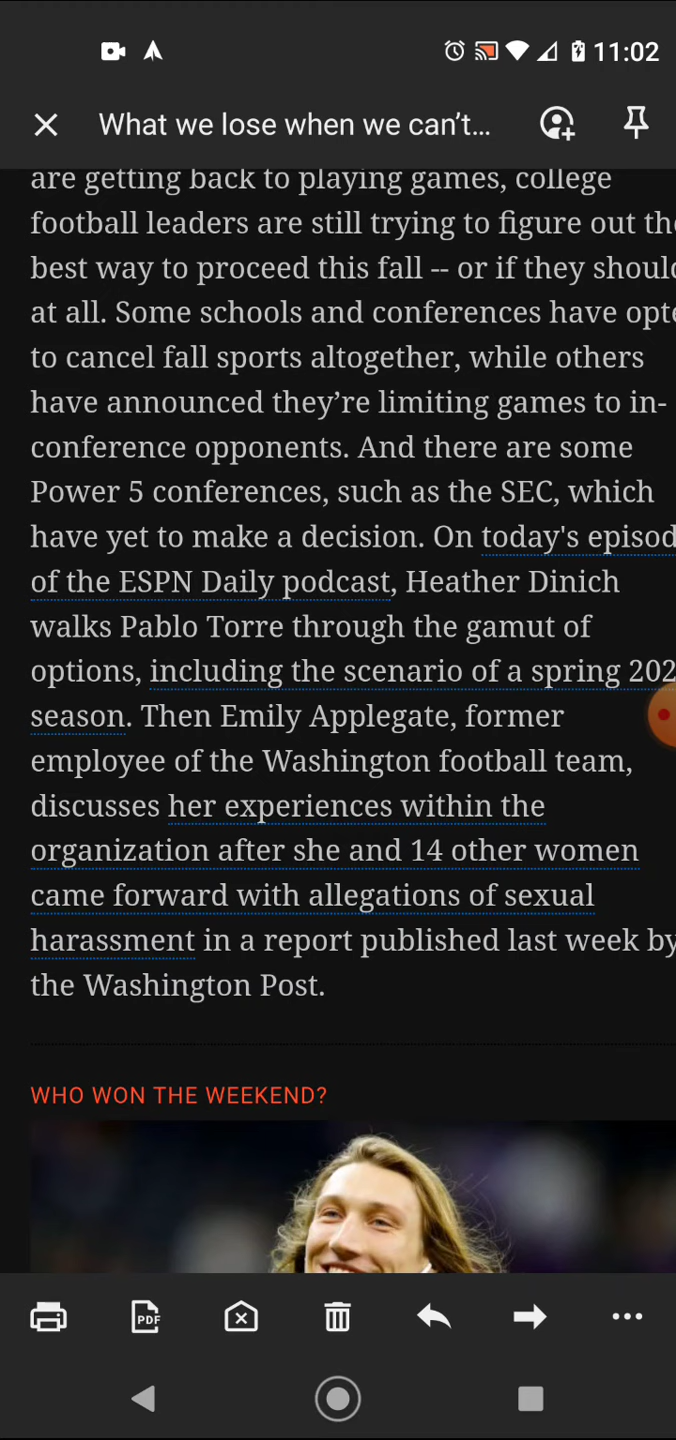 11:02
What we lose when we can't...
are getting back to playing games, college
football leaders are still trying to figure out the
best way to proceed this fall -- or if they should
at all. Some schools and conferences have opte
to cancel fall sports altogether, while others
have announced they're limiting games to in-
conference opponents. And there are some
Power 5 conferences, such as the SEC, which
have yet to make a decision. On today's episod
of the ESPN Daily podcast, Heather Dinich
walks Pablo Torre through the gamut of
options, including the scenario of a spring 202
season. Then Emily Applegate, former
employee of the Washington football team,
discusses her experiences within the
organization after she and 14 other women
came forward with allegations of sexual
harassment in a report published last week by
the Washington Post.
WHO WON THE WEEKEND?
PDF